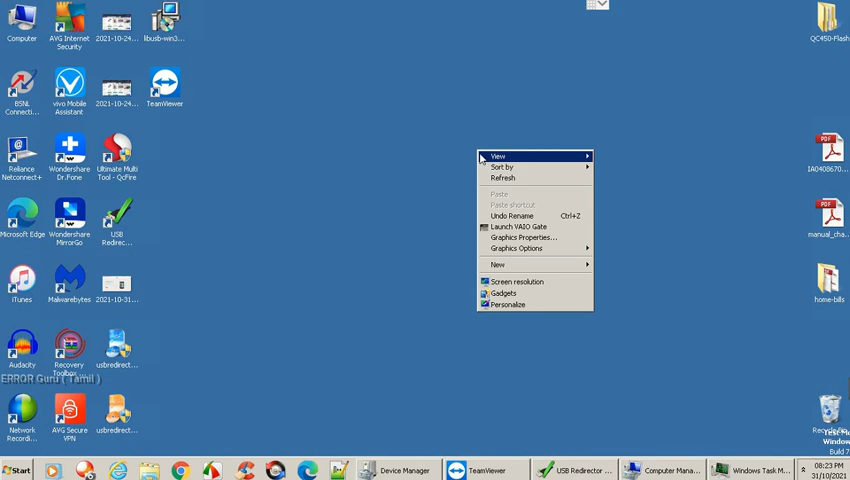 Computer
AVG Internet
Security
2021-10-24...
libusb-win3...
QC450-Flash
BSNL
Connecti...
vivo Mobile
Assistant
2021-10-24...
TeamViewer
Reliance
Netconnect+
Wondershare
Dr.Fone
Ultimate Multi
Tool - QcFire
IA0408670...
Microsoft Edge
Wondershare
MirrorGo
USB
Redirec...
manual_cha...
iTunes
Malwarebytes
2021-10-31...
home-bills
Audacity
Recovery
Toolbox
usbredirect...
ERROR Guru ( Tamil )
Network
Recordi...
AVG Secure
VPN
usbredirect...
View
Sort by
Refresh
Paste
Paste shortcut
Undo Rename Ctrl+Z
Launch VAIO Gate
Graphics Properties...
Graphics Options
New
Screen resolution
Gadgets
Personalize
Test Mo
Window
Build 7
Start
Device Manager
TeamViewer
USB Redirector ...
Computer Mana...
Windows Task M...
08:23 PM
31/10/2021